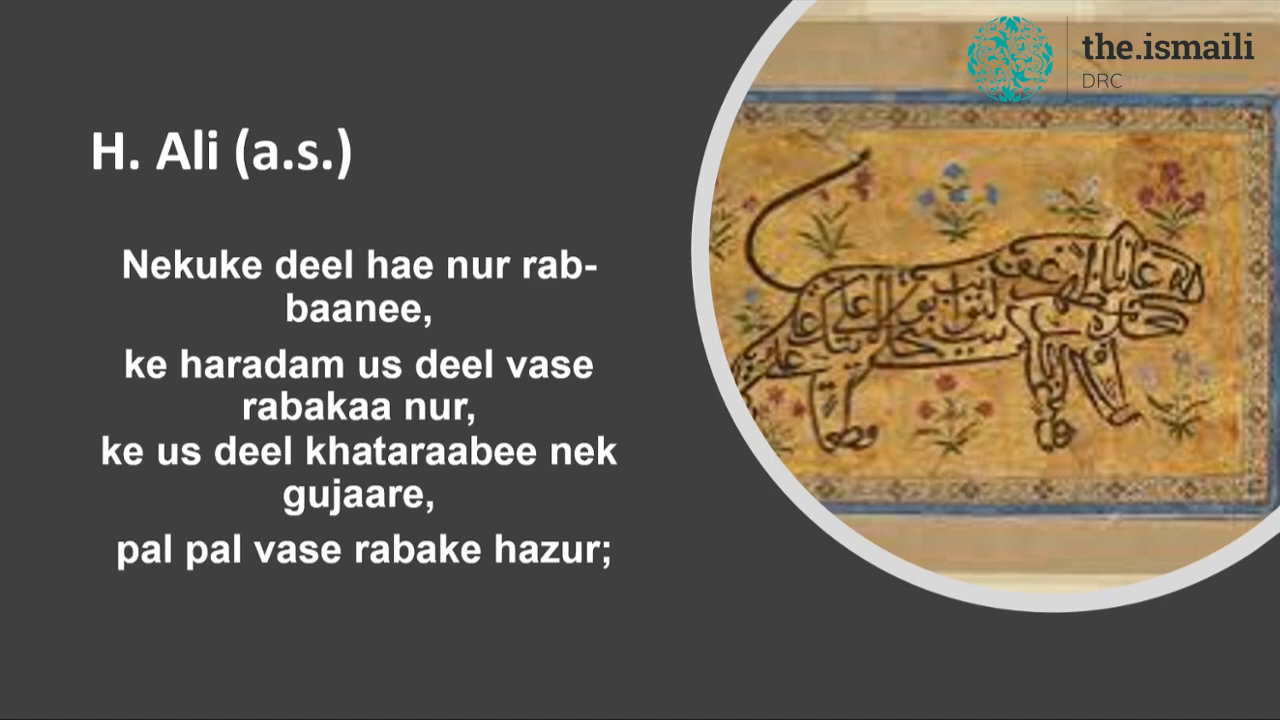 the.ismaili
DRC
H. Ali (a.s.)
Nekuke deel hae nur rab-
baanee,
ke haradam us deel vase
rabakaa nur,
ke us deel khataraabee nek
gujaare,
pal pal vase rabake hazur;